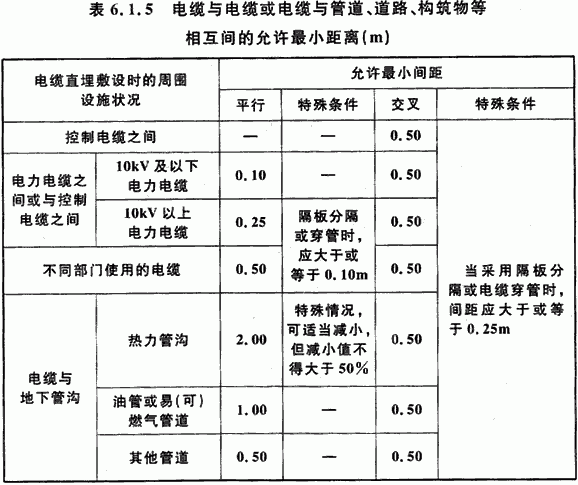 表 6.1.5 电缆与电缆或电缆与管道、道路、构筑物等
相互间的允许最小距离(m)
电缆直埋敷设时的周围
设施状况
允许最小间距
平行
特殊条件
交叉
特殊条件
控制电缆之间
—
—
0.50
当采用隔板分
隔或电缆穿管时,
间距应大于或等
于0.25m
电力电缆之
间或与控制
电缆之间
10kV及以下
电力电缆
0.10
—
0.50
10kV以上
电力电缆
0.25
隔板分隔
或穿管时,
应大于或
等于0.10m
0.50
不同部门使用的电缆
0.50
0.50
电缆与
地下管沟
热力管沟
2.00
特殊情况,
可适当减小,
但减小值不
得大于50%
0.50
油管或易(可)
燃气管道
1.00
—
0.50
其他管道
0.50
—
0.50